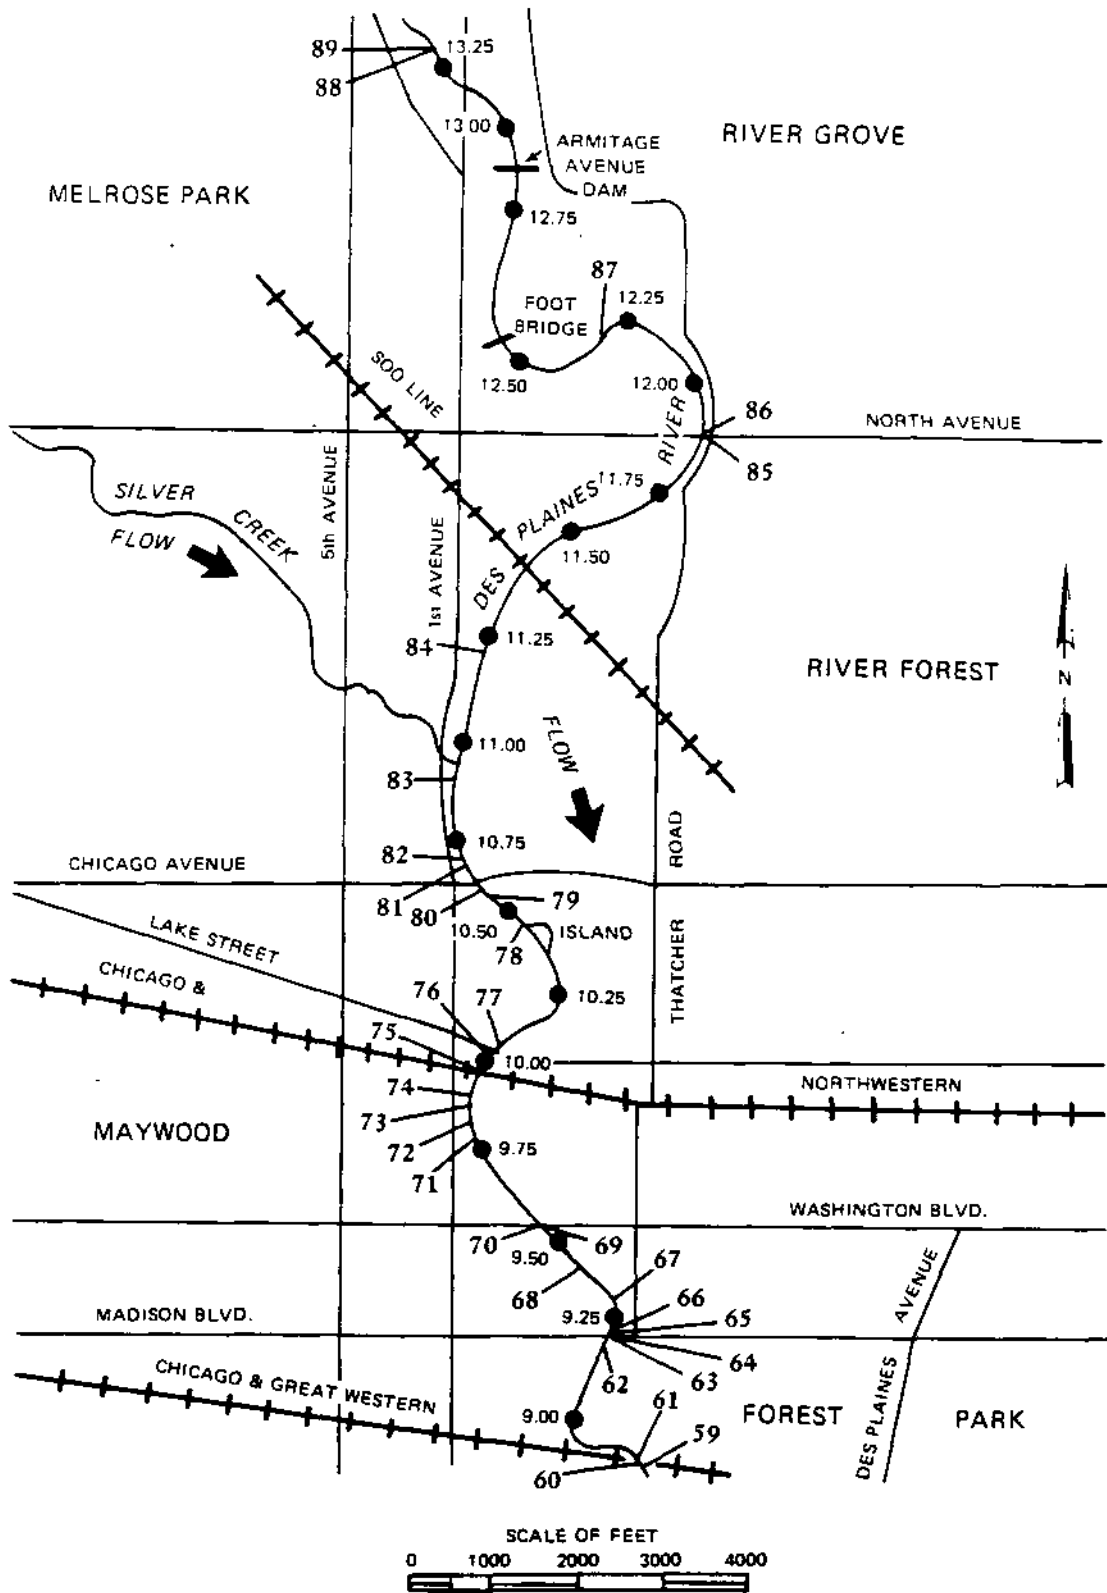 89
13.25
88
13.00
RIVER GROVE
ARMITAGE
AVENUE
DAM
MELROSE PARK
12.75
87
12.25
FOOT
BRIDGE
SOO LINE
12.50
12.00
86
NORTH AVENUE
RIVER
85
11.75
SILVER
CREEK
FLOW
5th AVENUE
PLAINES
11.50
1st AVENUE
DES
84
11.25
RIVER FOREST
N
11.00
FLOW
83
10.75
ROAD
82
CHICAGO AVENUE
81
80
79
LAKE STREET
10.50
78
ISLAND
THATCHER
CHICAGO &
76
77
10.25
75
10.00
NORTHWESTERN
74
73
MAYWOOD
72
71
9.75
WASHINGTON BLVD.
70
9.50
69
67
68
AVENUE
66
MADISON BLVD.
9.25
65
64
62
63
CHICAGO & GREAT WESTERN
61
9.00
FOREST
DES PLAINES
PARK
59
60
SCALE OF FEET
0 1000 2000 3000 4000